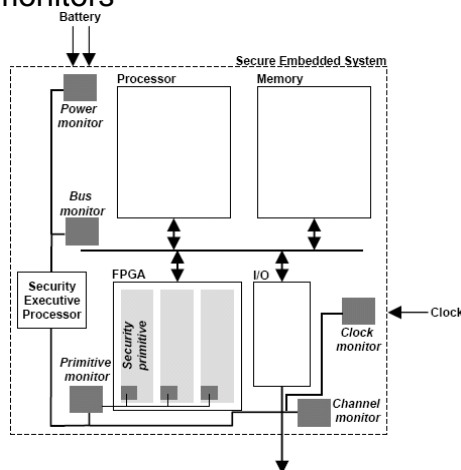 monitors
Battery
Secure Embedded System
Processor
Memory
Power
monitor
Bus
monitor
FPGA
I/O
Security
Executive
Processor
Security
primitive
Clock
Clock
monitor
Primitive
monitor
Channel
monitor